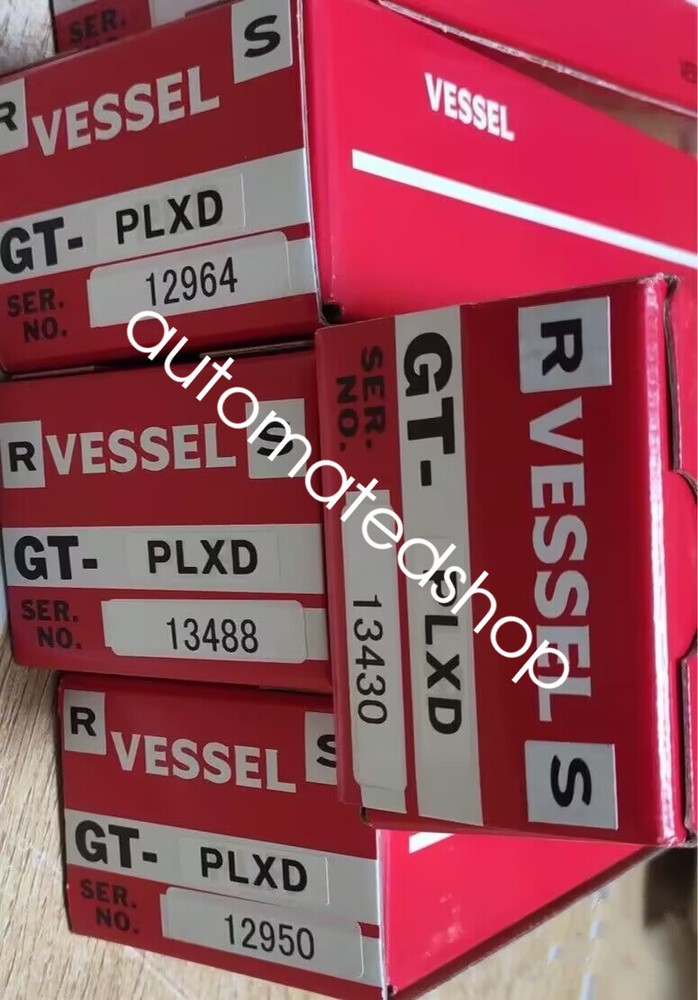 SER.
R VESSEL S
GT- PLXD
SER. NO. 12964
VESSEL
R VESSEL S
GT- PLXD
SER. NO. 13488
R VESSEL S
GT- PLXD
SER. NO. 13430
R VESSEL S
GT- PLXD
SER. NO. 12950
automatedshop